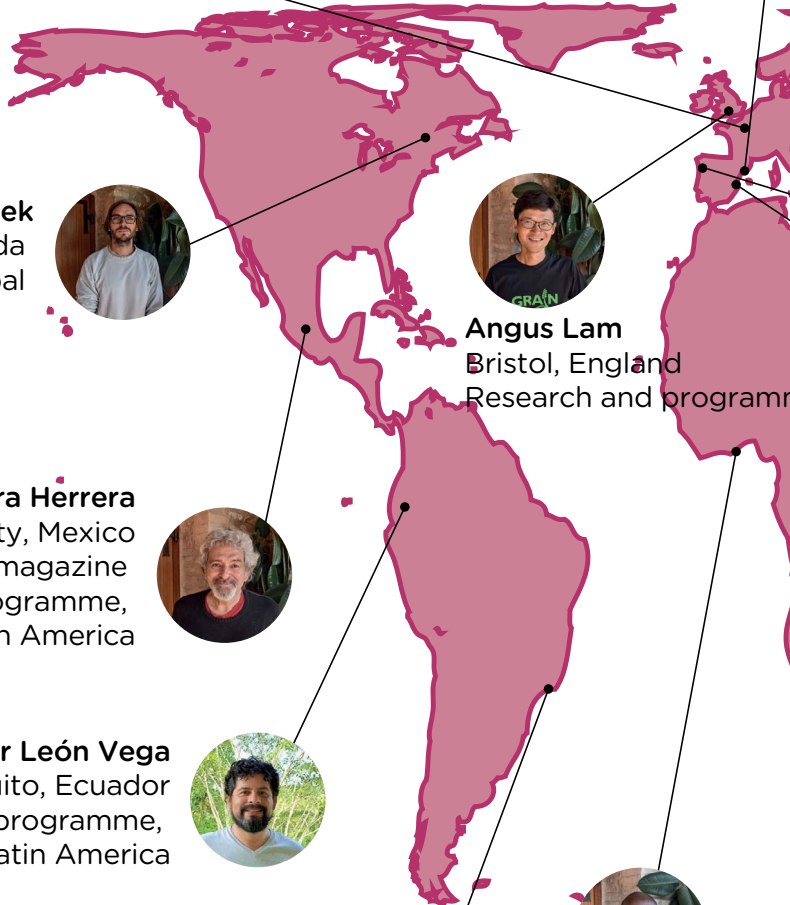 ek
da
bal
GRAIN
Angus Lam
Bristol, England
Research and programm
ra Herrera
ty, Mexico
magazine
ogramme,
n America
r León Vega
uito, Ecuador
programme,
atin America